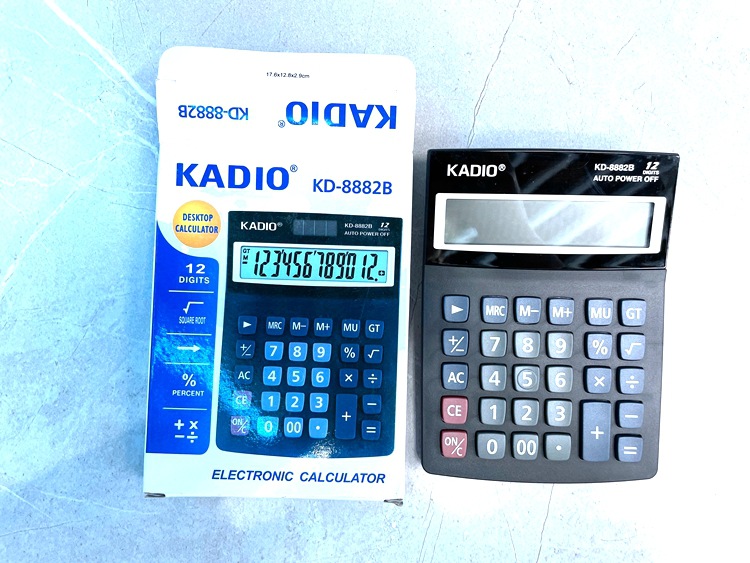 17.6x12.8x2.9cm
KADIO®
KD-8882B
KADIO®
KD-8882B
DESKTOP
CALCULATOR
12
DIGITS
√
SQUARE ROOT
→
%
PERCENT
+ ×
− ÷
KADIO®
KD-8882B
12
DIGITS
AUTO POWER OFF
GT
M
123456789012.
▶ MRC M− M+ MU GT
+/− 7 8 9 % √
AC 4 5 6 × ÷
CE 1 2 3 + −
ON/C 0 00 · =
ELECTRONIC CALCULATOR
KADIO®
KD-8882B
12
DIGITS
AUTO POWER OFF
▶ MRC M− M+ MU GT
+/− 7 8 9 % √
AC 4 5 6 × ÷
CE 1 2 3 + −
ON/C 0 00 · =